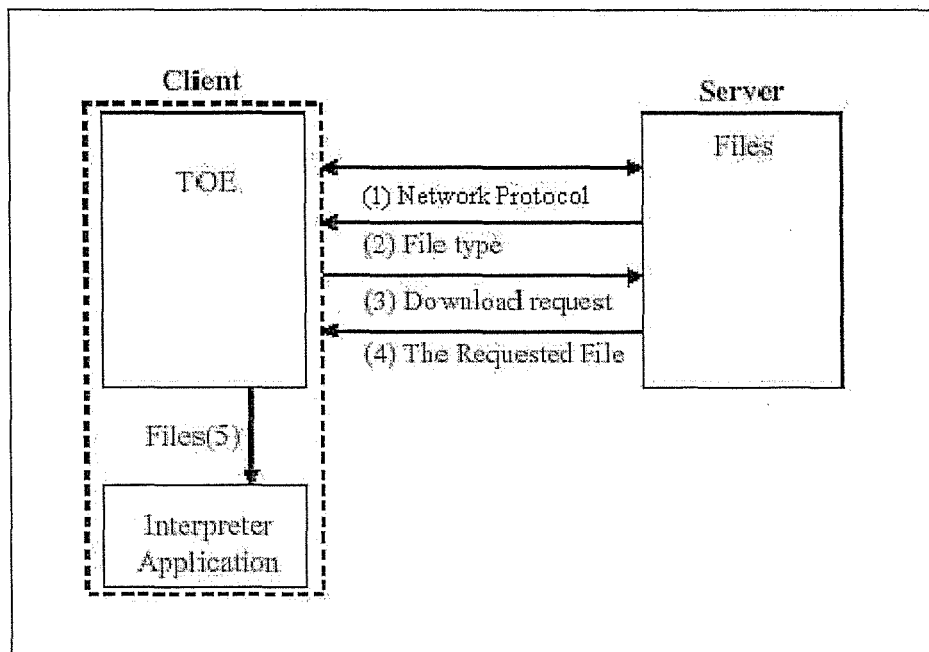 Client
Server
TOE
Files
(1) Network Protocol
(2) File type
(3) Download request
(4) The Requested File
Files(5)
Interpreter
Application